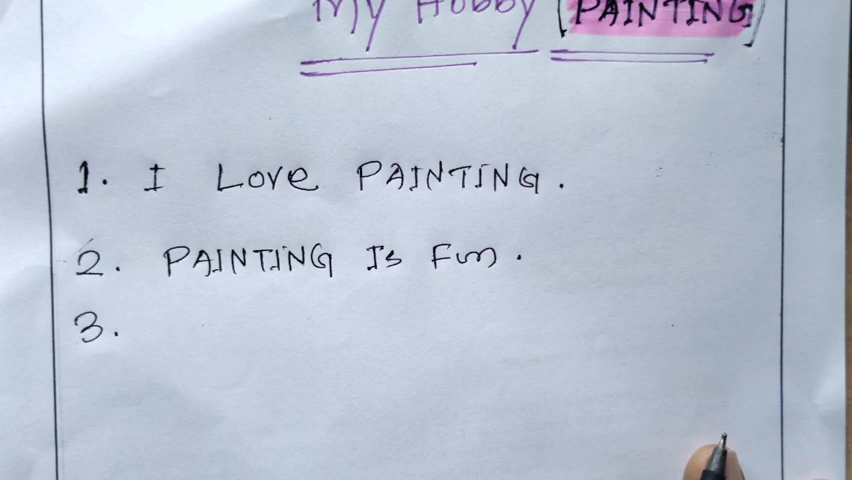 My Hobby [PAINTING]
1. I Love PAINTING.
2. PAINTING Is Fun.
3.